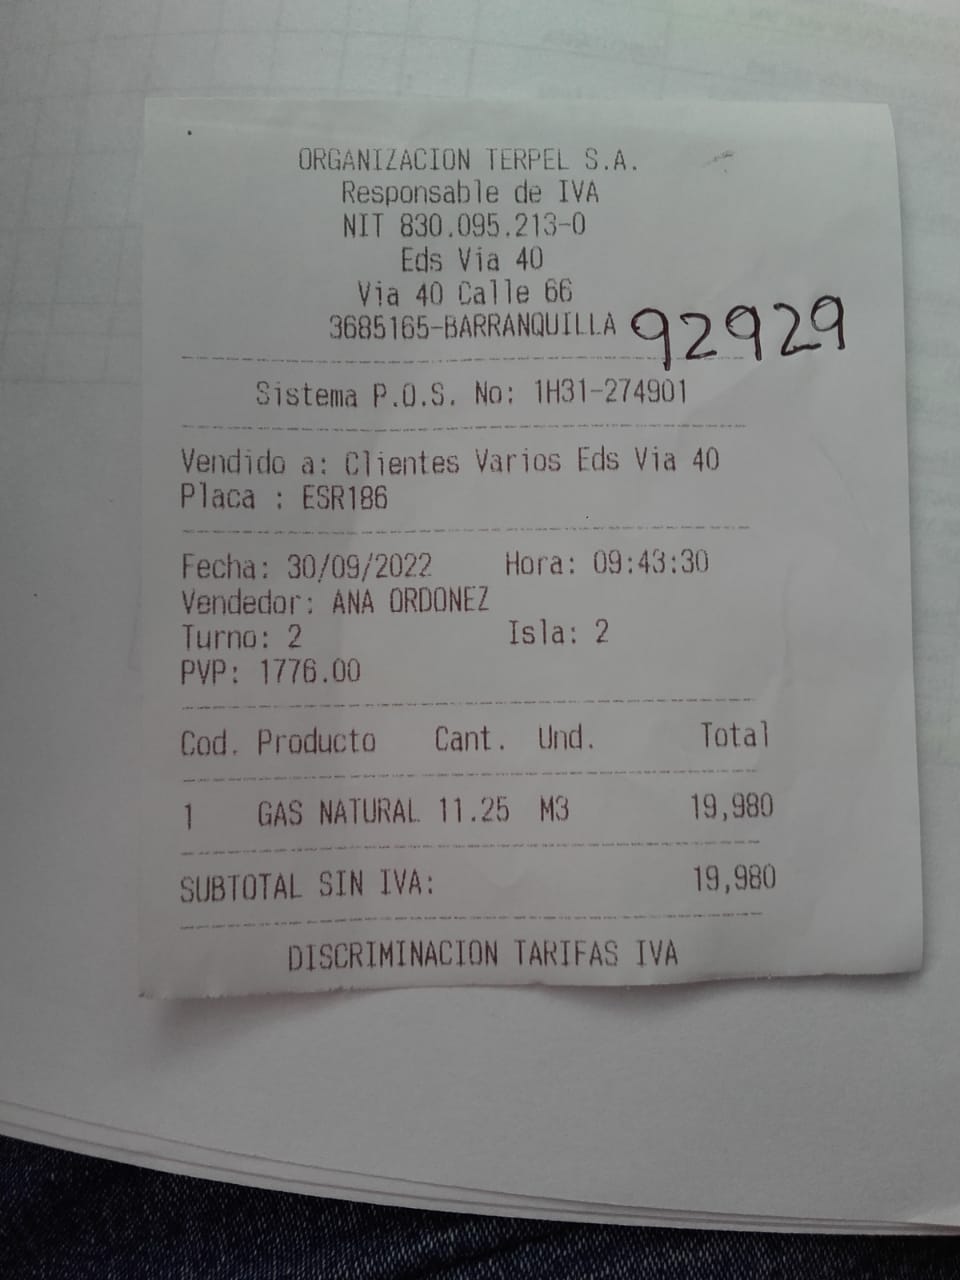 ORGANIZACION TERPEL S.A.
Responsable de IVA
NIT 830.095.213-0
Eds Via 40
Via 40 Calle 66
3685165-BARRANQUILLA 92929
Sistema P.O.S. No: 1H31-274901
Vendido a: Clientes Varios Eds Via 40
Placa : ESR186
Fecha: 30/09/2022 Hora: 09:43:30
Vendedor: ANA ORDONEZ
Turno: 2 Isla: 2
PVP: 1776.00
Cod. Producto Cant. Und. Total
1 GAS NATURAL 11.25 M3 19,980
SUBTOTAL SIN IVA: 19,980
DISCRIMINACION TARIFAS IVA